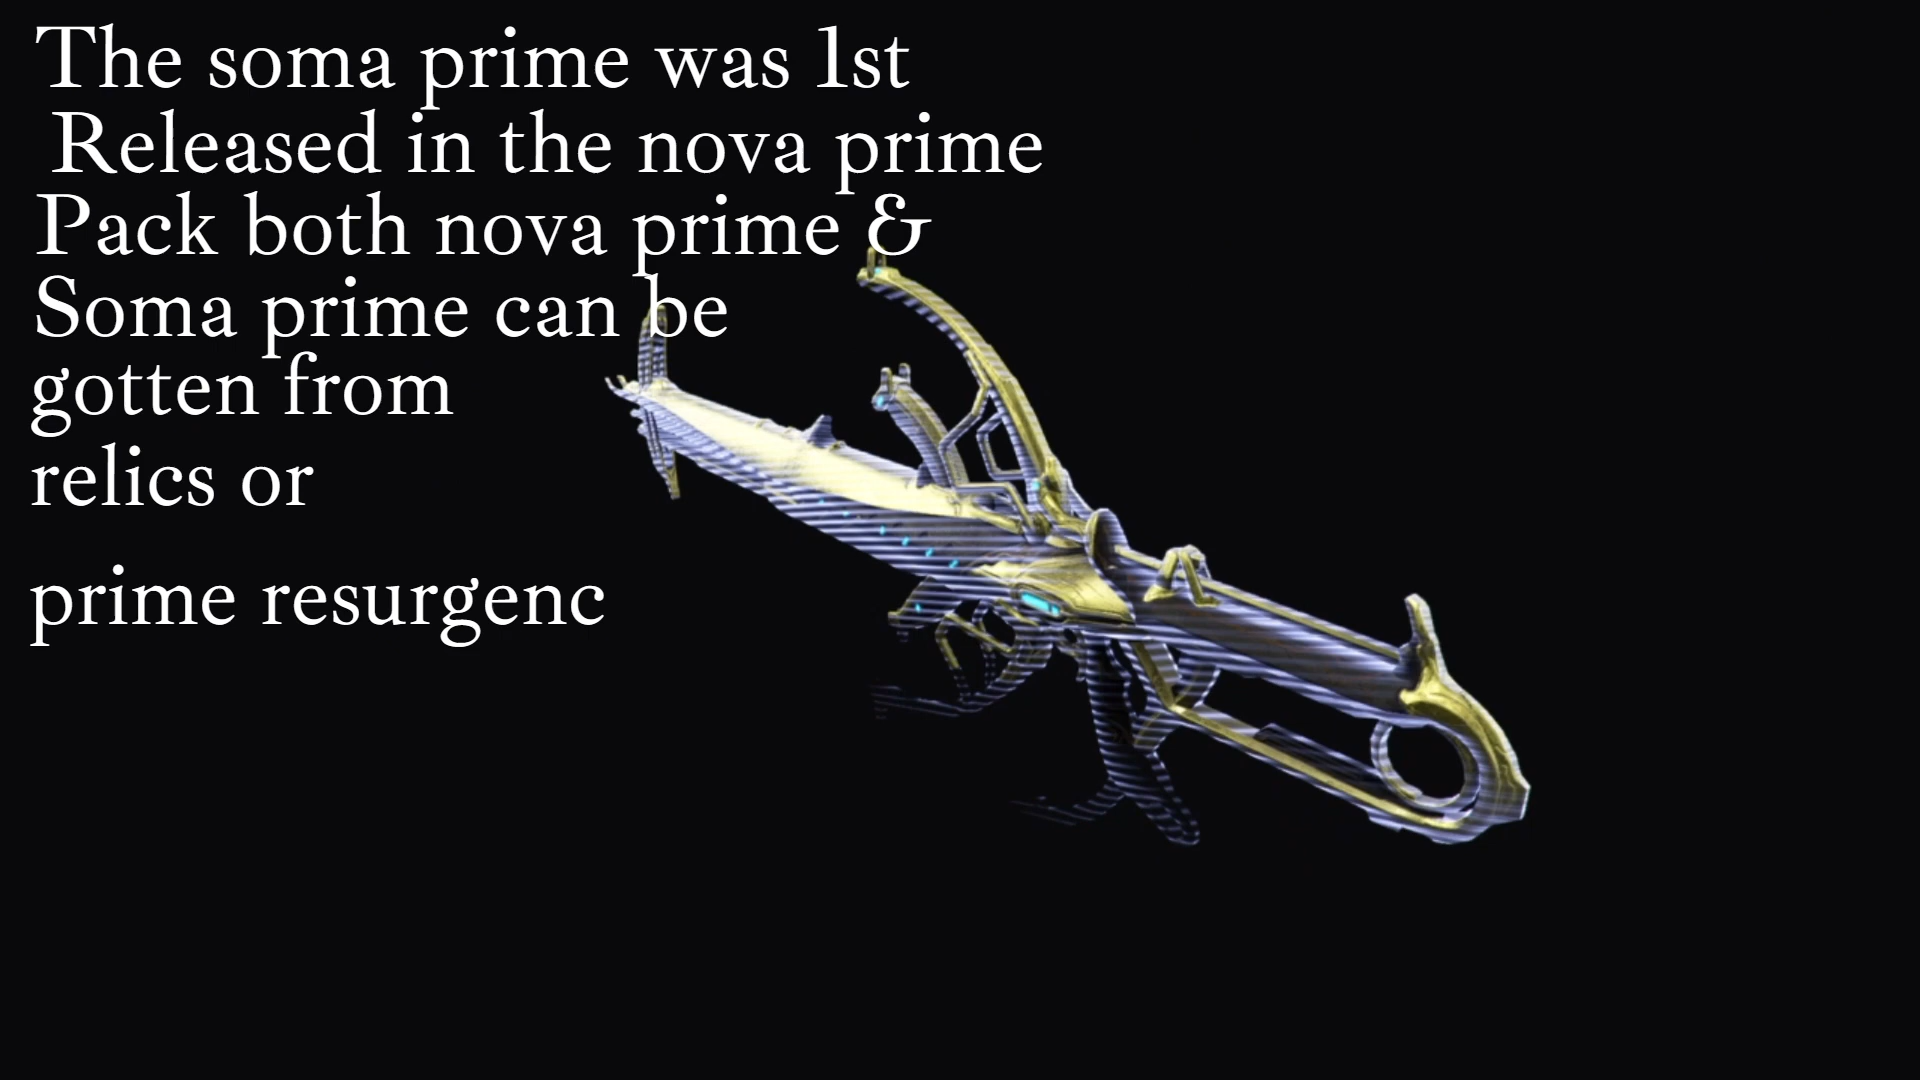 The soma prime was 1st
Released in the nova prime
Pack both nova prime &
Soma prime can be
gotten from
relics or
prime resurgenc